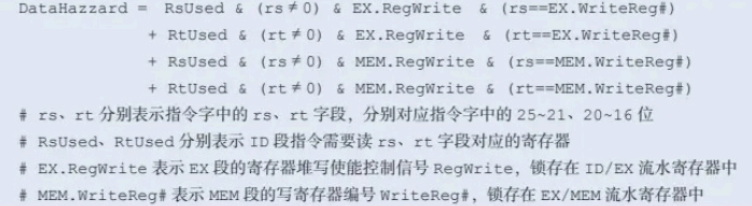 DataHazzard = RsUsed & (rs≠0) & EX.RegWrite & (rs==EX.WriteReg#)
+ RtUsed & (rt≠0) & EX.RegWrite & (rt==EX.WriteReg#)
+ RsUsed & (rs≠0) & MEM.RegWrite & (rs==MEM.WriteReg#)
+ RtUsed & (rt≠0) & MEM.RegWrite & (rt==MEM.WriteReg#)
# rs、rt 分别表示指令字中的 rs、rt 字段，分别对应指令字中的 25~21、20~16 位
# RsUsed、RtUsed 分别表示 ID 段指令需要读 rs、rt 字段对应的寄存器
# EX.RegWrite 表示 EX 段的寄存器堆写使能控制信号 RegWrite，锁存在 ID/EX 流水寄存器中
# MEM.WriteReg# 表示 MEM 段的写寄存器编号 WriteReg#，锁存在 EX/MEM 流水寄存器中